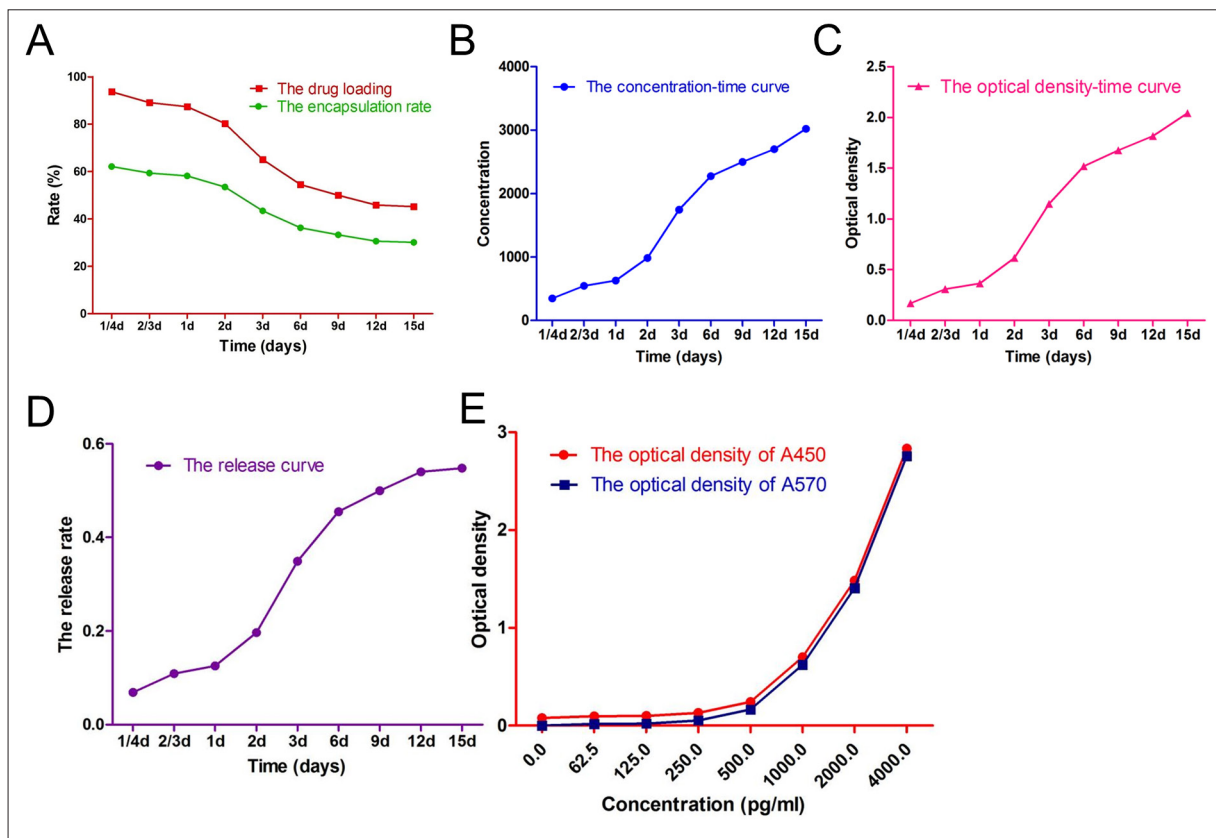 A
The drug loading
The encapsulation rate
Rate (%)
100
80
60
40
20
0
1/4d 2/3d 1d 2d 3d 6d 9d 12d 15d
Time (days)
B
The concentration-time curve
Concentration
4000
3000
2000
1000
0
1/4d 2/3d 1d 2d 3d 6d 9d 12d 15d
Time (days)
C
The optical density-time curve
Optical density
2.5
2.0
1.5
1.0
0.5
0.0
1/4d 2/3d 1d 2d 3d 6d 9d 12d 15d
Time (days)
D
The release curve
The release rate
0.6
0.4
0.2
0.0
1/4d 2/3d 1d 2d 3d 6d 9d 12d 15d
Time (days)
E
The optical density of A450
The optical density of A570
Optical density
3
2
1
0
0.0 62.5 125.0 250.0 500.0 1000.0 2000.0 4000.0
Concentration (pg/ml)